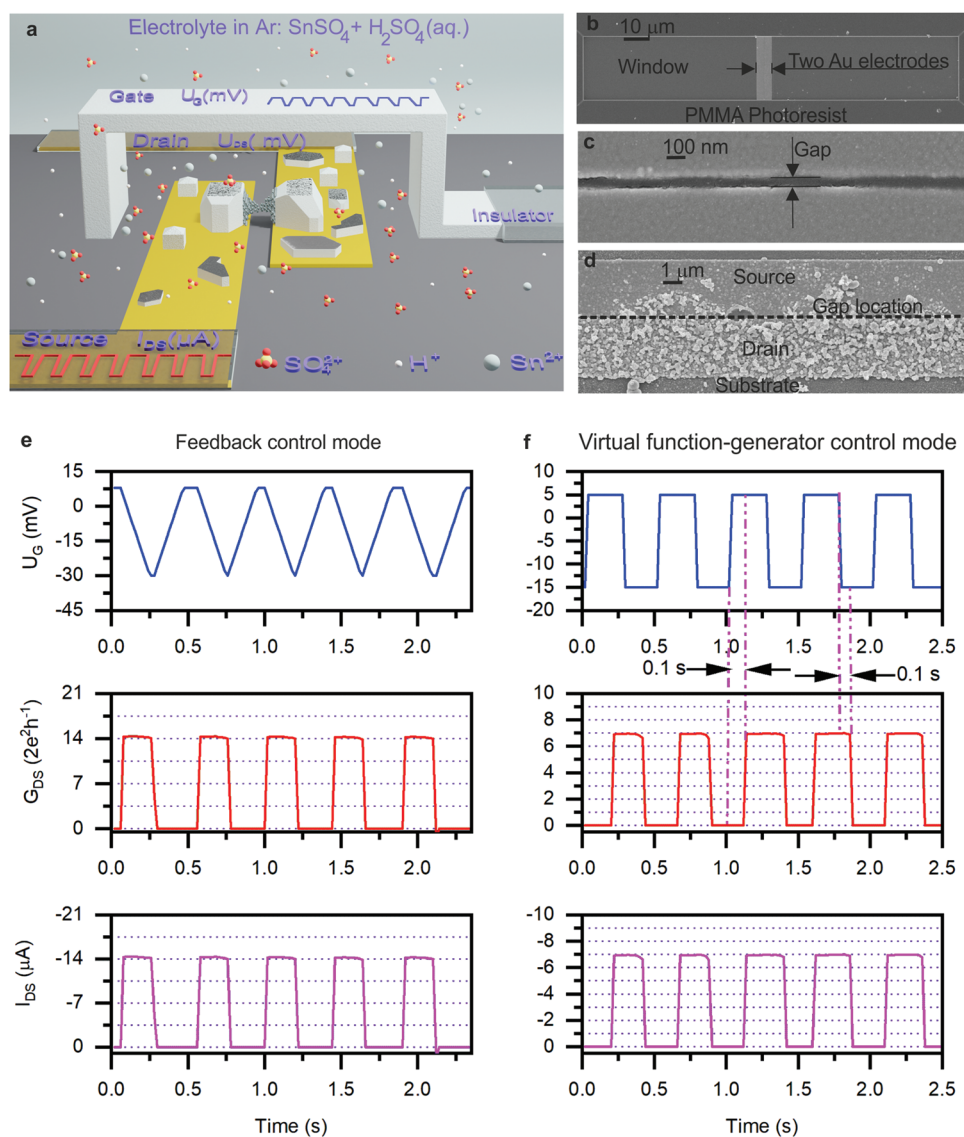 a
Electrolyte in Ar: SnSO4 + H2SO4(aq.)
Gate UG(mV)
Drain UDS( mV)
Insulator
Source IDS(μA)
SO42+
H+
Sn2+
b
10 μm
Window
Two Au electrodes
PMMA Photoresist
c
100 nm
Gap
d
1 μm
Source
Gap location
Drain
Substrate
e
Feedback control mode
UG (mV)
15
0
-15
-30
-45
0.0 0.5 1.0 1.5 2.0
GDS (2e2h-1)
21
14
7
0
0.0 0.5 1.0 1.5 2.0
IDS (μA)
-21
-14
-7
0
0.0 0.5 1.0 1.5 2.0
Time (s)
f
Virtual function-generator control mode
10
5
0
-5
-10
-15
-20
0.0 0.5 1.0 1.5 2.0 2.5
0.1 s
0.1 s
10
8
6
4
2
0
0.0 0.5 1.0 1.5 2.0 2.5
-10
-8
-6
-4
-2
0
0.0 0.5 1.0 1.5 2.0 2.5
Time (s)